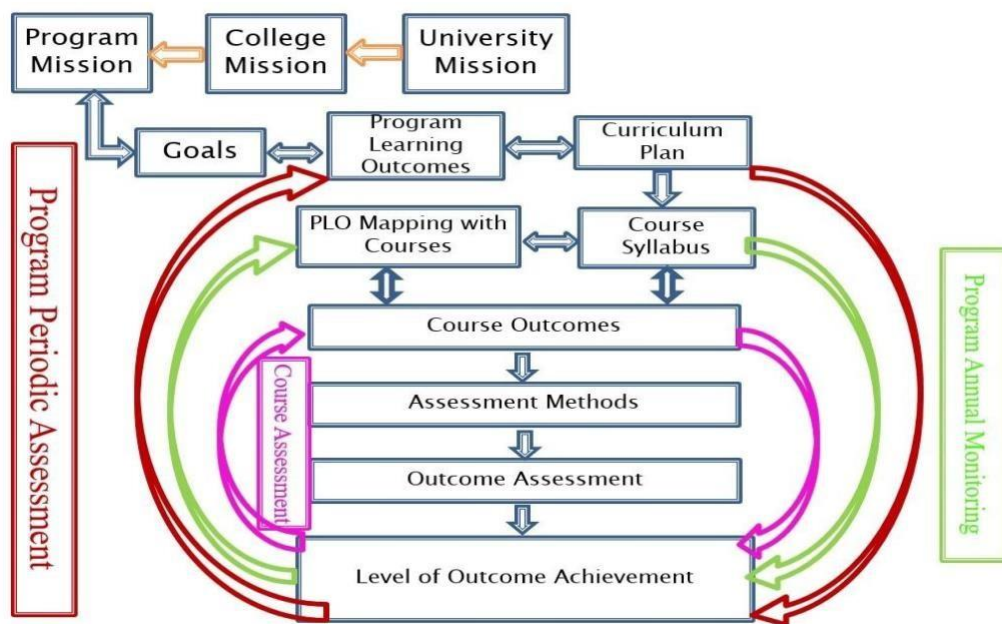 Program
Mission
College
Mission
University
Mission
Goals
Program
Learning
Outcomes
Curriculum
Plan
PLO Mapping with
Courses
Course
Syllabus
Course Outcomes
Assessment Methods
Outcome Assessment
Level of Outcome Achievement
Program Periodic Assessment
Course Assessment
Program Annual Monitoring